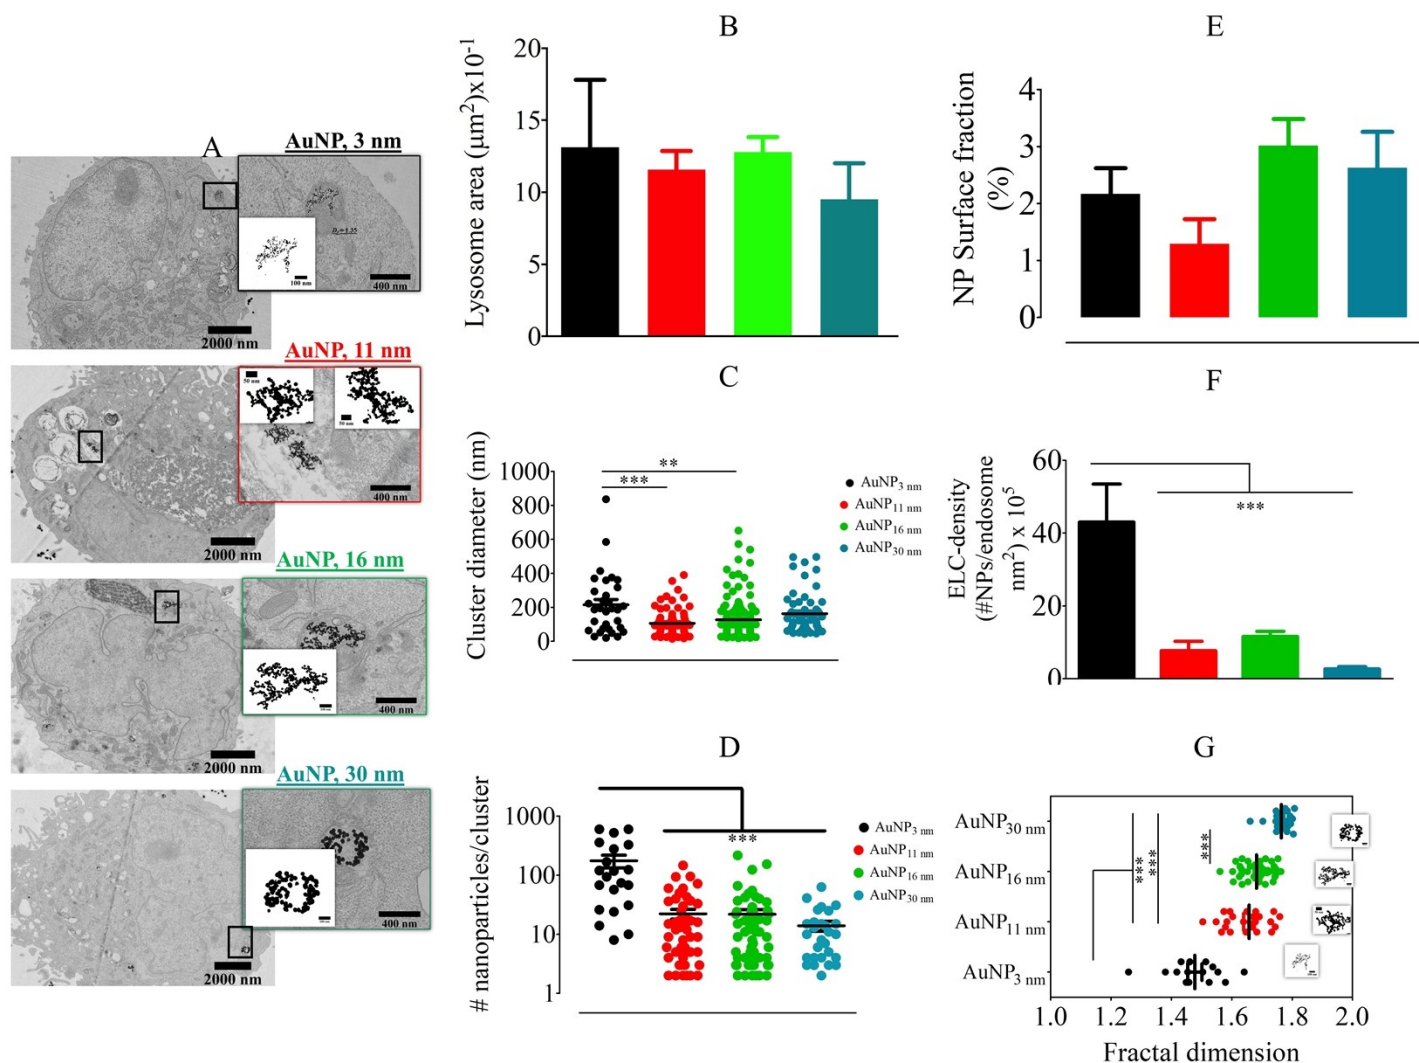 A
AuNP, 3 nm
Df = 1.35
100 nm
400 nm
2000 nm
AuNP, 11 nm
50 nm
50 nm
400 nm
2000 nm
AuNP, 16 nm
400 nm
2000 nm
AuNP, 30 nm
400 nm
2000 nm
B
Lysosome area (μm²)x10⁻¹
20
15
10
5
0
C
Cluster diameter (nm)
1000
800
600
400
200
0
**
***
AuNP₃ nm
AuNP₁₁ nm
AuNP₁₆ nm
AuNP₃₀ nm
D
# nanoparticles/cluster
1000
100
10
1
***
AuNP₃ nm
AuNP₁₁ nm
AuNP₁₆ nm
AuNP₃₀ nm
E
NP Surface fraction
(%)
4
3
2
1
0
F
ELC-density
(#NPs/endosome
nm²) x 10⁵
60
40
20
0
***
G
AuNP₃₀ nm
AuNP₁₆ nm
AuNP₁₁ nm
AuNP₃ nm
***
***
***
1.0 1.2 1.4 1.6 1.8 2.0
Fractal dimension